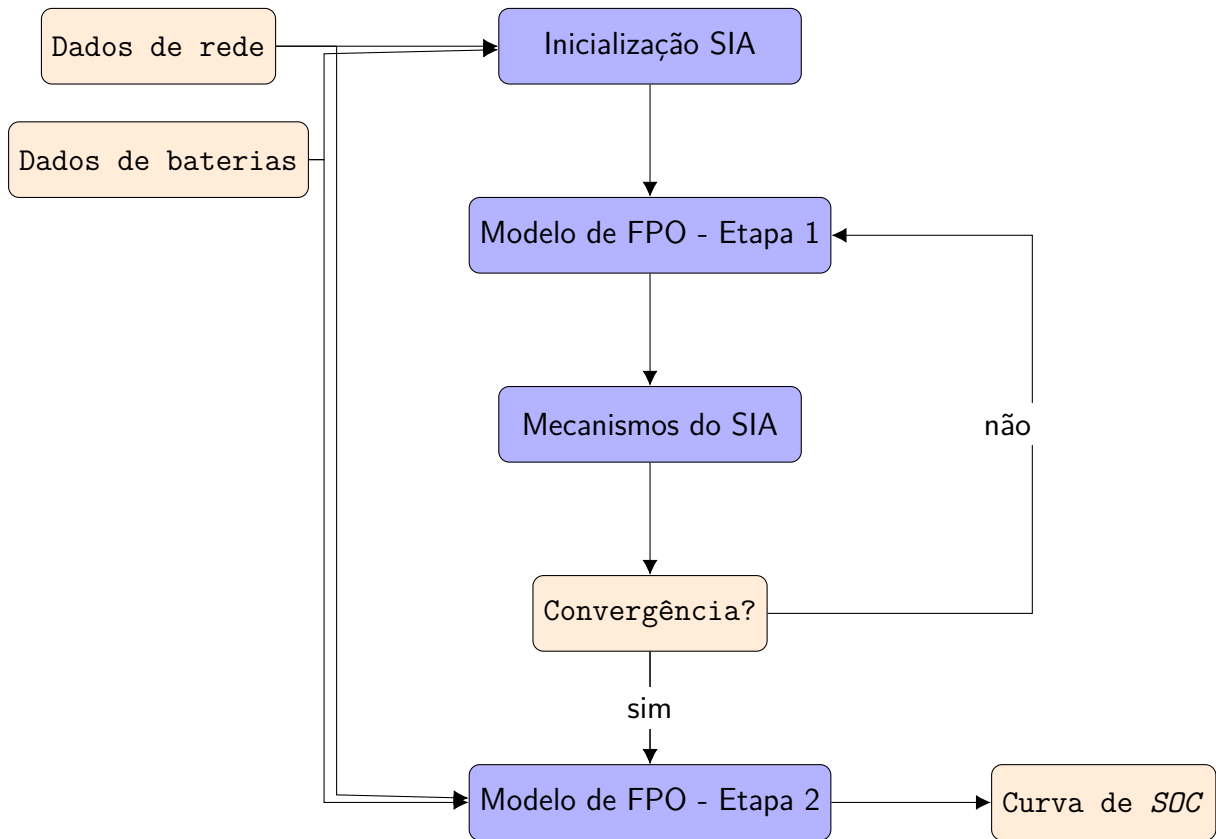 Dados de rede
Inicialização SIA
Dados de baterias
Modelo de FPO - Etapa 1
Mecanismos do SIA
não
Convergência?
sim
Modelo de FPO - Etapa 2
Curva de SOC